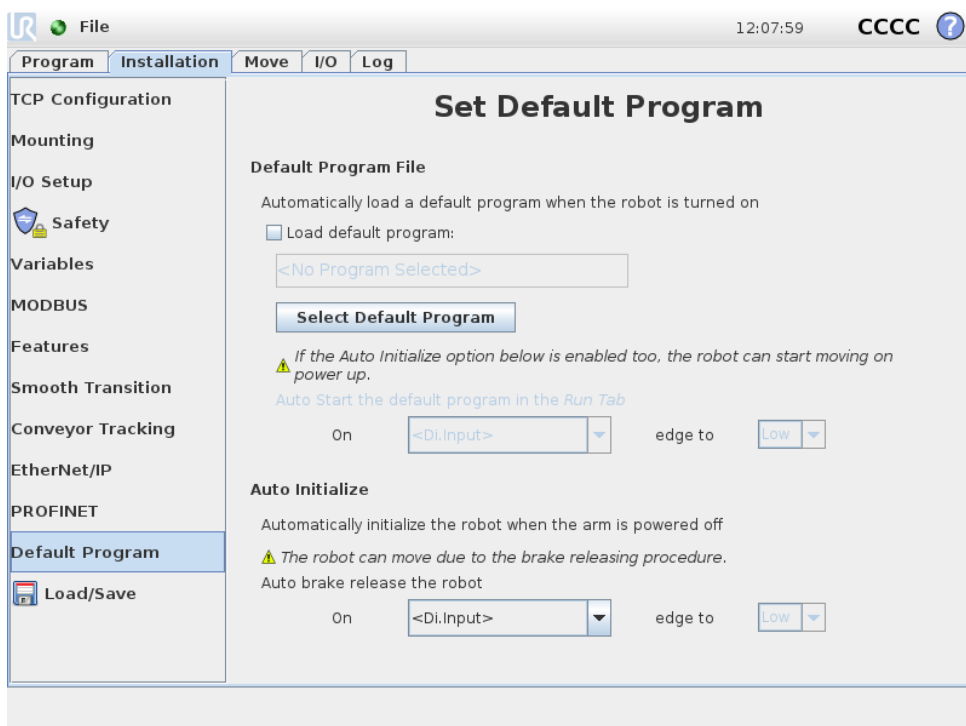 UR File 12:07:59 CCCC ?
Program Installation Move I/O Log
TCP Configuration
Mounting
I/O Setup
Safety
Variables
MODBUS
Features
Smooth Transition
Conveyor Tracking
EtherNet/IP
PROFINET
Default Program
Load/Save
Set Default Program
Default Program File
Automatically load a default program when the robot is turned on
Load default program:
<No Program Selected>
Select Default Program
If the Auto Initialize option below is enabled too, the robot can start moving on
power up.
Auto Start the default program in the Run Tab
On <Di.Input> edge to Low
Auto Initialize
Automatically initialize the robot when the arm is powered off
The robot can move due to the brake releasing procedure.
Auto brake release the robot
On <Di.Input> edge to Low